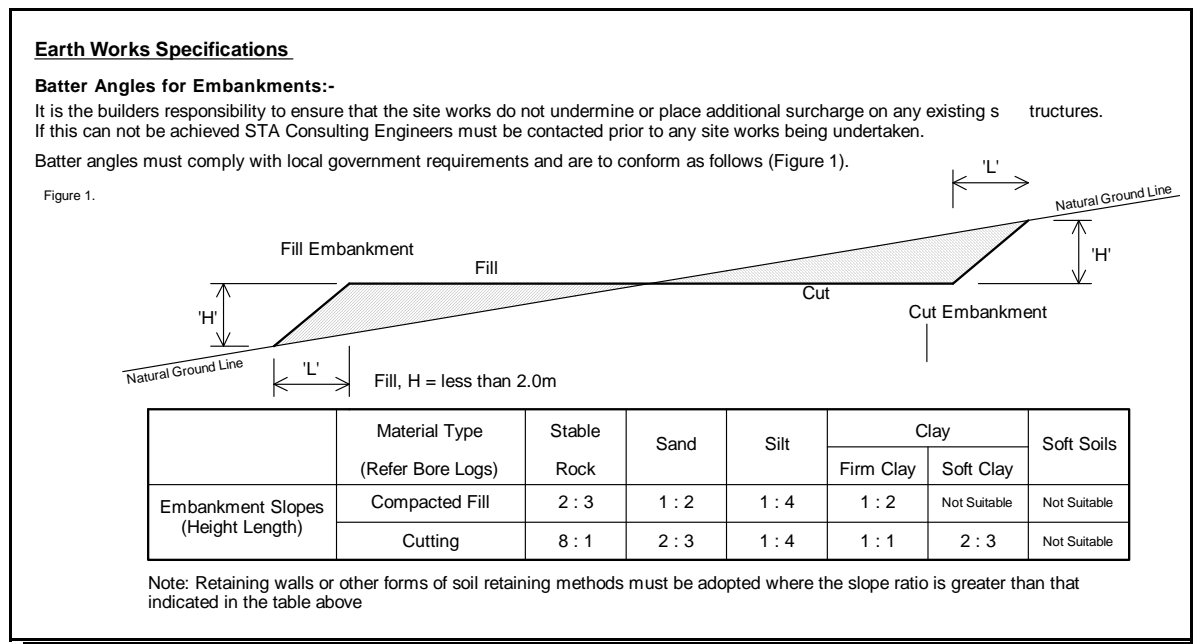 Earth Works Specifications
Batter Angles for Embankments:-
It is the builders responsibility to ensure that the site works do not undermine or place additional surcharge on any existing s tructures.
If this can not be achieved STA Consulting Engineers must be contacted prior to any site works being undertaken.
Batter angles must comply with local government requirements and are to conform as follows (Figure 1).
Figure 1.
'L'
Natural Ground Line
Fill Embankment
Fill
'H'
Cut
Cut Embankment
'H'
Natural Ground Line
'L'
Fill, H = less than 2.0m
Material Type
(Refer Bore Logs)
Stable
Rock
Sand
Silt
Clay
Firm Clay
Soft Clay
Soft Soils
Embankment Slopes
(Height Length)
Compacted Fill
2 : 3
1 : 2
1 : 4
1 : 2
Not Suitable
Not Suitable
Cutting
8 : 1
2 : 3
1 : 4
1 : 1
2 : 3
Not Suitable
Note: Retaining walls or other forms of soil retaining methods must be adopted where the slope ratio is greater than that
indicated in the table above